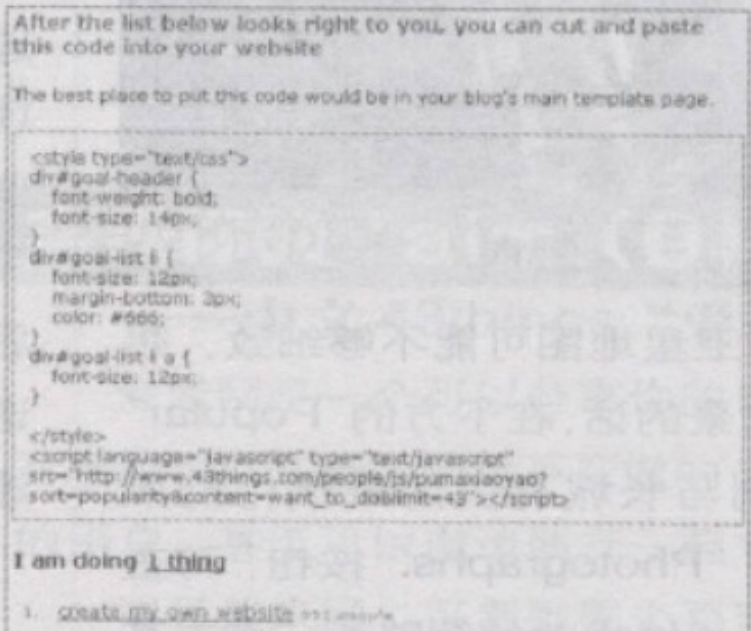 After the list below looks right to you, you can cut and paste
this code into your website
The best place to put this code would be in your blog's main template page.
<style type="text/css">
div#goal-header {
font-weight: bold;
font-size: 14px;
}
div#goal-list li {
font-size: 12px;
margin-bottom: 3px;
color: #666;
}
div#goal-list li a {
font-size: 12px;
}
</style>
<script language="javascript" type="text/javascript"
src="http://www.43things.com/people/js/pumaxiaoyao?
sort=popularity&content=want_to_do&limit=43"></script>
I am doing 1 thing
1. create my own website people